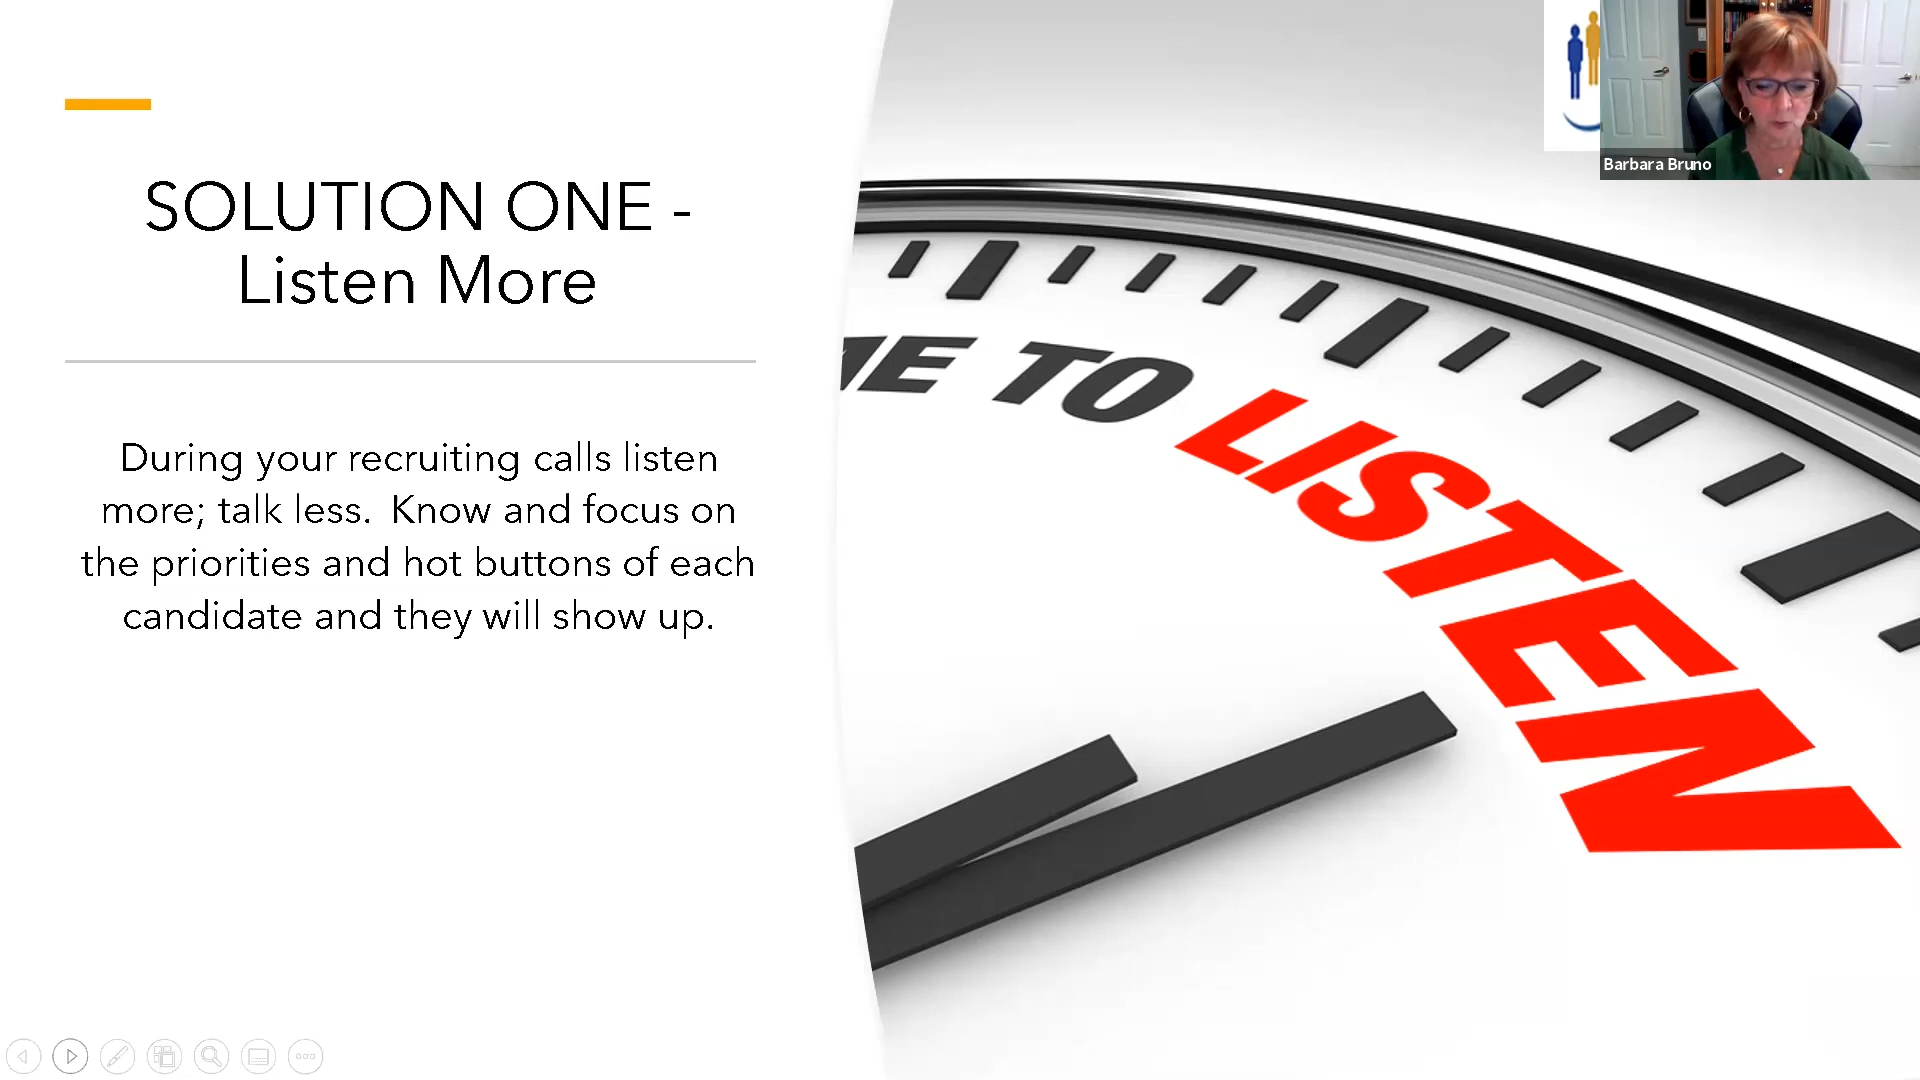 SOLUTION ONE -
Listen More
During your recruiting calls listen
more; talk less.  Know and focus on
the priorities and hot buttons of each
candidate and they will show up.
ME TO LISTEN
Barbara Bruno